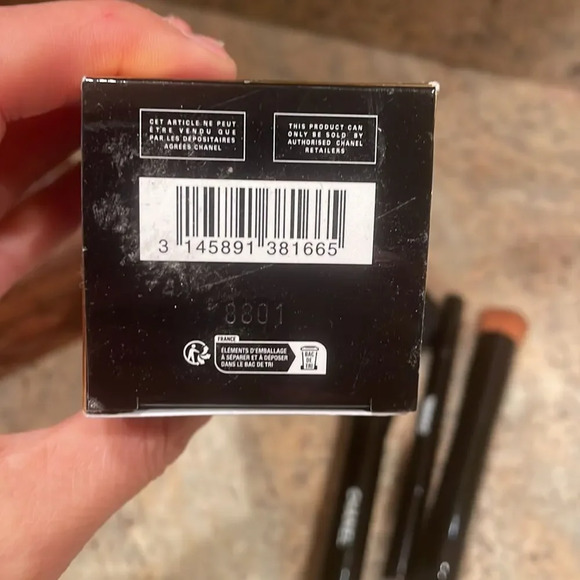 CET ARTICLE NE PEUT
ÊTRE VENDU QUE
PAR LES DÉPOSITAIRES
AGRÉÉS CHANEL
THIS PRODUCT CAN
ONLY BE SOLD BY
AUTHORISED CHANEL
RETAILERS
3 145891 381665
8801
FRANCE
ÉLÉMENTS D'EMBALLAGE
À SÉPARER ET À DÉPOSER
DANS LE BAC DE TRI
BAC
DE
TRI